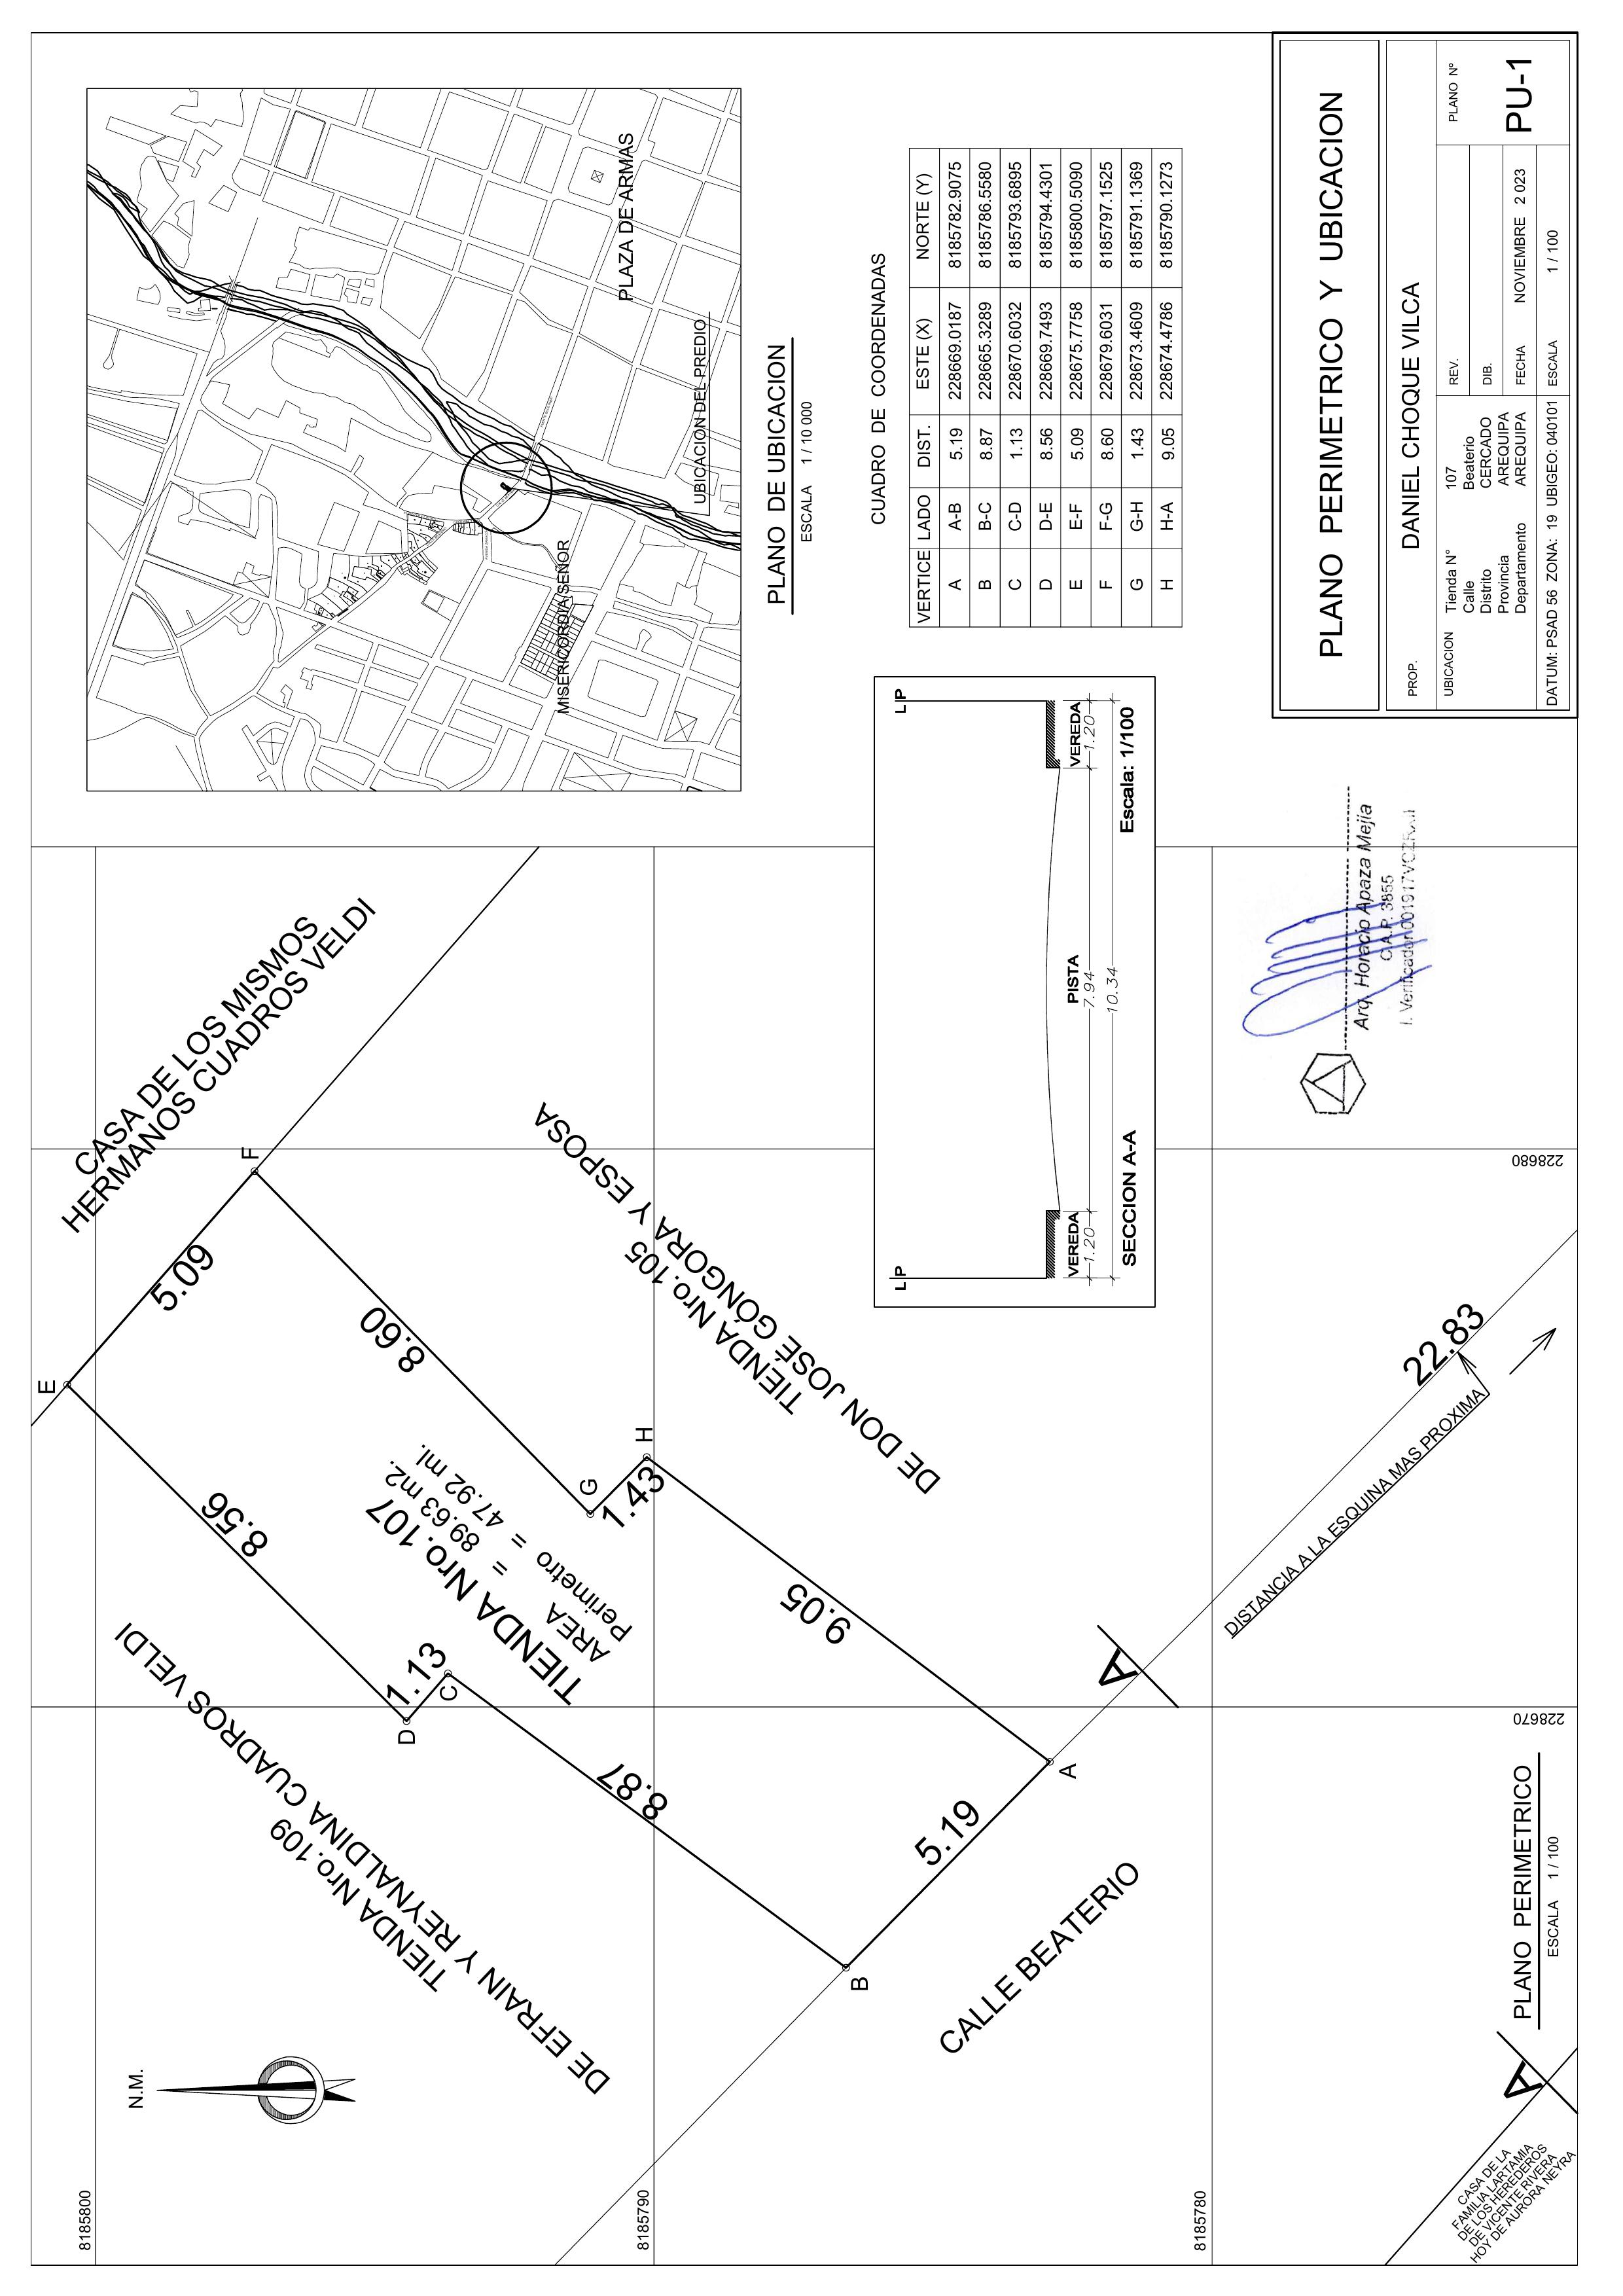 N.M.
8185800
8185790
8185780
228670
228680
CASA DE LOS MISMOS
HERMANOS CUADROS VELDI
TIENDA Nro.109
DE EFRAIN Y REYNALDINA CUADROS VELDI
TIENDA Nro.107
AREA = 89.63 m2.
Perimetro = 47.92 ml.
TIENDA Nro.105
DE DON JOSÉ GÓNGORA Y ESPOSA
E
F
G
H
D
C
B
A
5.09
8.60
1.43
9.05
5.19
8.87
1.13
8.56
CALLE BEATERIO
A
A
22.83
DISTANCIA A LA ESQUINA MAS PROXIMA
CASA DE LA
FAMILIA LARTAMIA
DE LOS HEREDEROS
DE VICENTE RIVERA
HOY DE AURORA NEYRA
PLANO PERIMETRICO
ESCALA 1 / 100
PLAZA DE ARMAS
UBICACION DEL PREDIO
MISERICORDIA SEÑOR
PLANO DE UBICACION
ESCALA 1 / 10 000
CUADRO DE COORDENADAS
VERTICE LADO DIST. ESTE (X) NORTE (Y)
A A-B 5.19 228669.0187 8185782.9075
B B-C 8.87 228665.3289 8185786.5580
C C-D 1.13 228670.6032 8185793.6895
D D-E 8.56 228669.7493 8185794.4301
E E-F 5.09 228675.7758 8185800.5090
F F-G 8.60 228679.6031 8185797.1525
G G-H 1.43 228673.4609 8185791.1369
H H-A 9.05 228674.4786 8185790.1273
L P
L P
VEREDA
PISTA
VEREDA
1.20
7.94
1.20
10.34
SECCION A-A
Escala: 1/100
Arq. Horacio Apaza Mejia
C.A.P. 3855
PLANO PERIMETRICO Y UBICACION
PROP. DANIEL CHOQUE VILCA
UBICACION Tienda N° 107
Calle Beaterio
Distrito CERCADO
Provincia AREQUIPA
Departamento AREQUIPA
REV.
DIB.
FECHA NOVIEMBRE 2 023
ESCALA 1 / 100
PLANO Nº
PU-1
DATUM: PSAD 56 ZONA: 19 UBIGEO: 040101